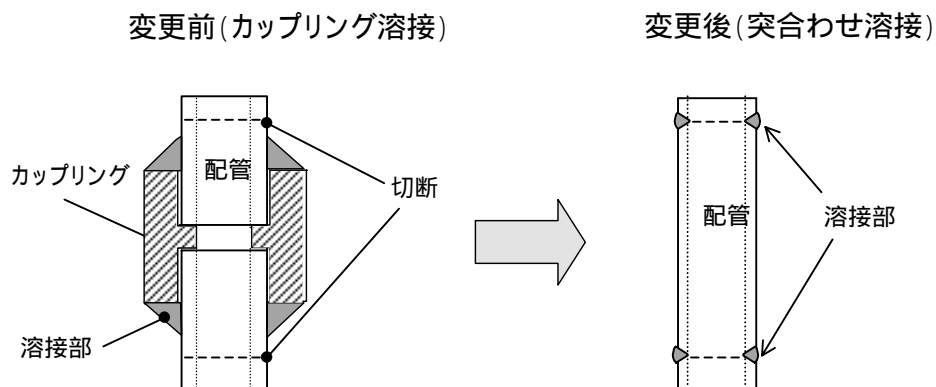 変更前(カップリング溶接)
変更後(突合わせ溶接)
カップリング
配管
切断
溶接部
配管
溶接部